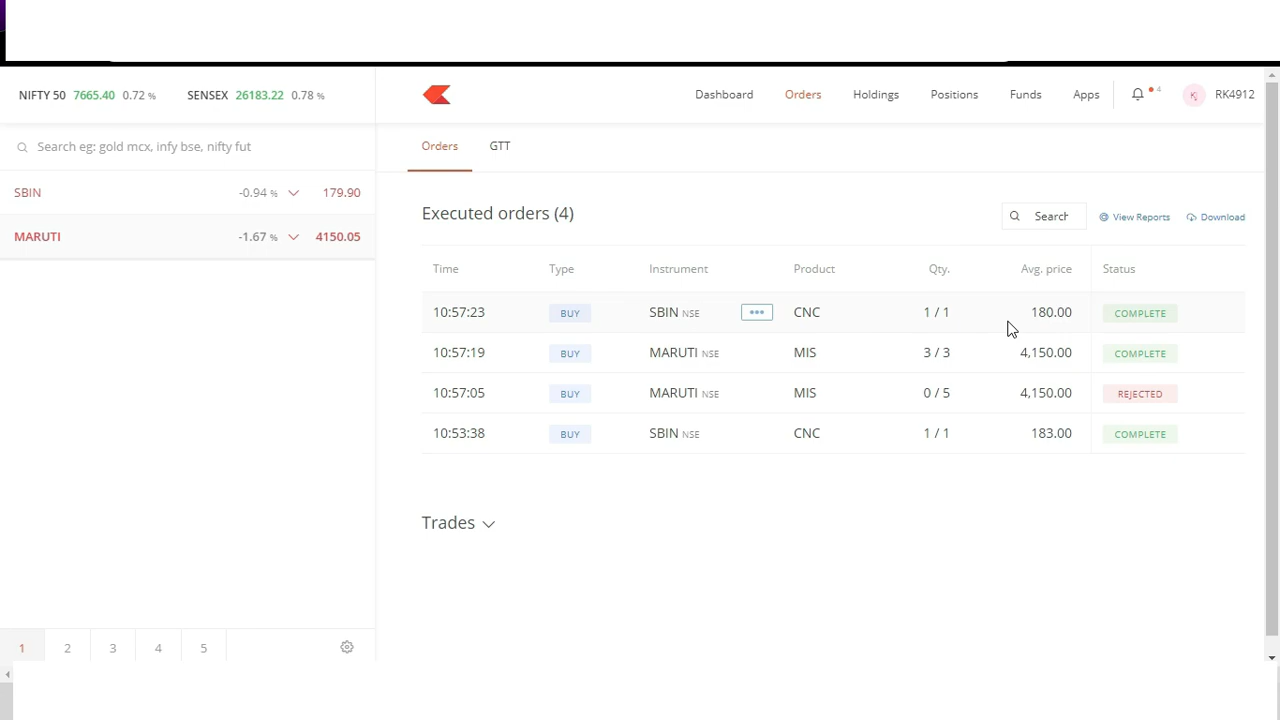 NIFTY 50 7665.40 0.72 % SENSEX 26183.22 0.78 %
Dashboard Orders Holdings Positions Funds Apps 4 RK4912
Search eg: gold mcx, infy bse, nifty fut
SBIN -0.94 % 179.90
MARUTI -1.67 % 4150.05
1 2 3 4 5
Orders GTT
Executed orders (4)
Search View Reports Download
Time Type Instrument Product Qty. Avg. price Status
10:57:23 BUY SBIN NSE ••• CNC 1 / 1 180.00 COMPLETE
10:57:19 BUY MARUTI NSE MIS 3 / 3 4,150.00 COMPLETE
10:57:05 BUY MARUTI NSE MIS 0 / 5 4,150.00 REJECTED
10:53:38 BUY SBIN NSE CNC 1 / 1 183.00 COMPLETE
Trades